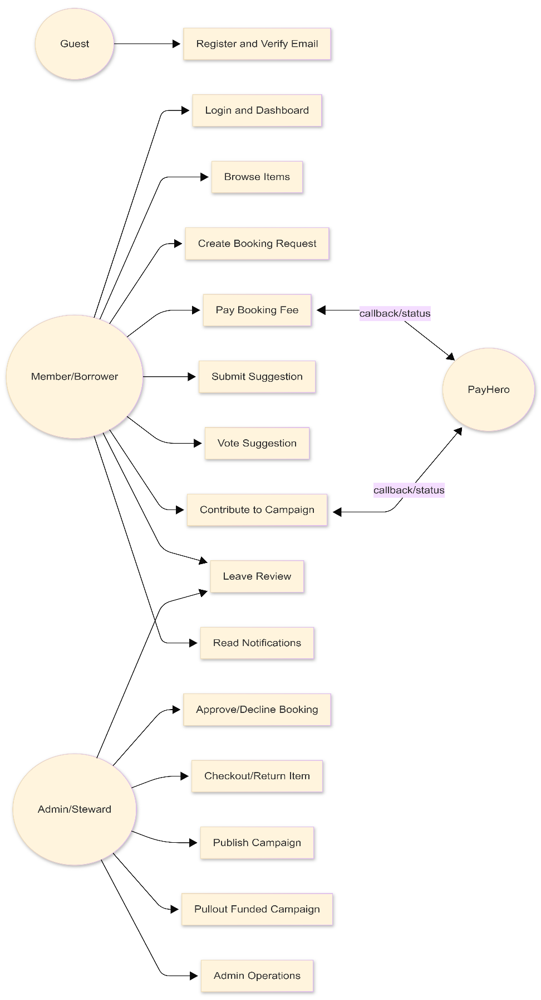 Guest
Register and Verify Email
Login and Dashboard
Browse Items
Create Booking Request
Pay Booking Fee
callback/status
Member/Borrower
Submit Suggestion
PayHero
Vote Suggestion
callback/status
Contribute to Campaign
Leave Review
Read Notifications
Approve/Decline Booking
Checkout/Return Item
Admin/Steward
Publish Campaign
Pullout Funded Campaign
Admin Operations